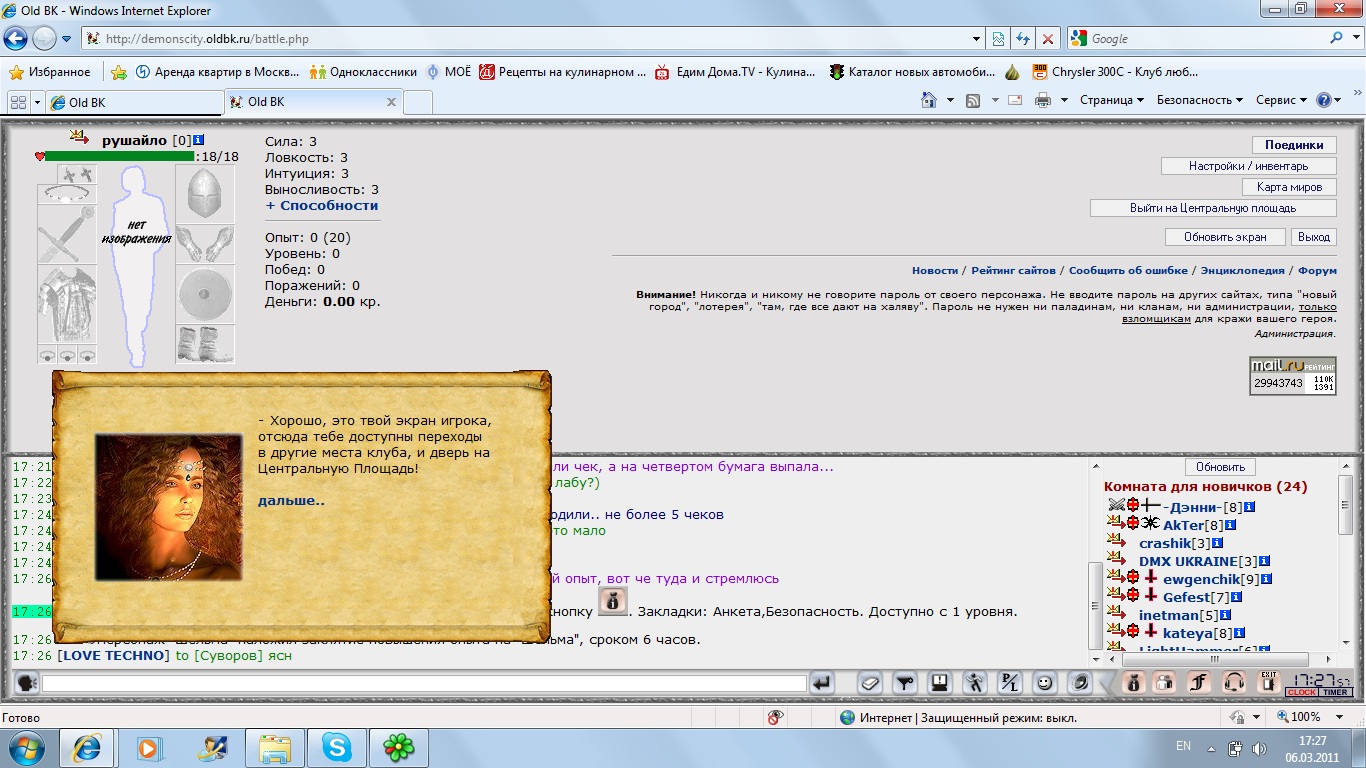 Old BK - Windows Internet Explorer
http://demonscity.oldbk.ru/battle.php
Google
Избранное
Аренда квартир в Москв...
Одноклассники
МОЁ
Рецепты на кулинарном ...
Едим Дома.TV - Кулина...
Каталог новых автомоби...
Chrysler 300C - Клуб люб...
Old BK
Old BK
Страница
Безопасность
Сервис
рушайло [0]
:18/18
нет
изображения
Сила: 3
Ловкость: 3
Интуиция: 3
Выносливость: 3
+ Способности
Опыт: 0 (20)
Уровень: 0
Побед: 0
Поражений: 0
Деньги: 0.00 кр.
Поединки
Настройки / инвентарь
Карта миров
Выйти на Центральную площадь
Обновить экран
Выход
Новости / Рейтинг сайтов / Сообщить об ошибке / Энциклопедия / Форум
Внимание! Никогда и никому не говорите пароль от своего персонажа. Не вводите пароль на других сайтах, типа "новый
город", "лотерея", "там, где все дают на халяву". Пароль не нужен ни паладинам, ни кланам, ни администрации, только
взломщикам для кражи вашего героя.
Администрация.
mail.ru РЕЙТИНГ
29943743
110K
1391
- Хорошо, это твой экран игрока,
отсюда тебе доступны переходы
в другие места клуба, и дверь на
Центральную Площадь!
дальше..
17:21 ли чек, а на четвертом бумага выпала...
17:22 лабу?)
17:23
17:24 одили.. не более 5 чеков
17:24 то мало
17:24
17:24
17:26 й опыт, вот че туда и стремлюсь
17:26 кнопку . Закладки: Анкета,Безопасность. Доступно с 1 уровня.
17:26 , сроком 6 часов.
17:26 [LOVE TECHNO] to [Суворов] ясн
Обновить
Комната для новичков (24)
-Дэнни-[8]
AkTer[8]
crashik[3]
DMX UKRAINE[3]
ewgenchik[9]
Gefest[7]
inetman[5]
kateya[8]
LightHammer[6]
P/L
EXIT
17:27 57
CLOCK TIMER
Готово
Интернет | Защищенный режим: выкл.
100%
EN
17:27
06.03.2011